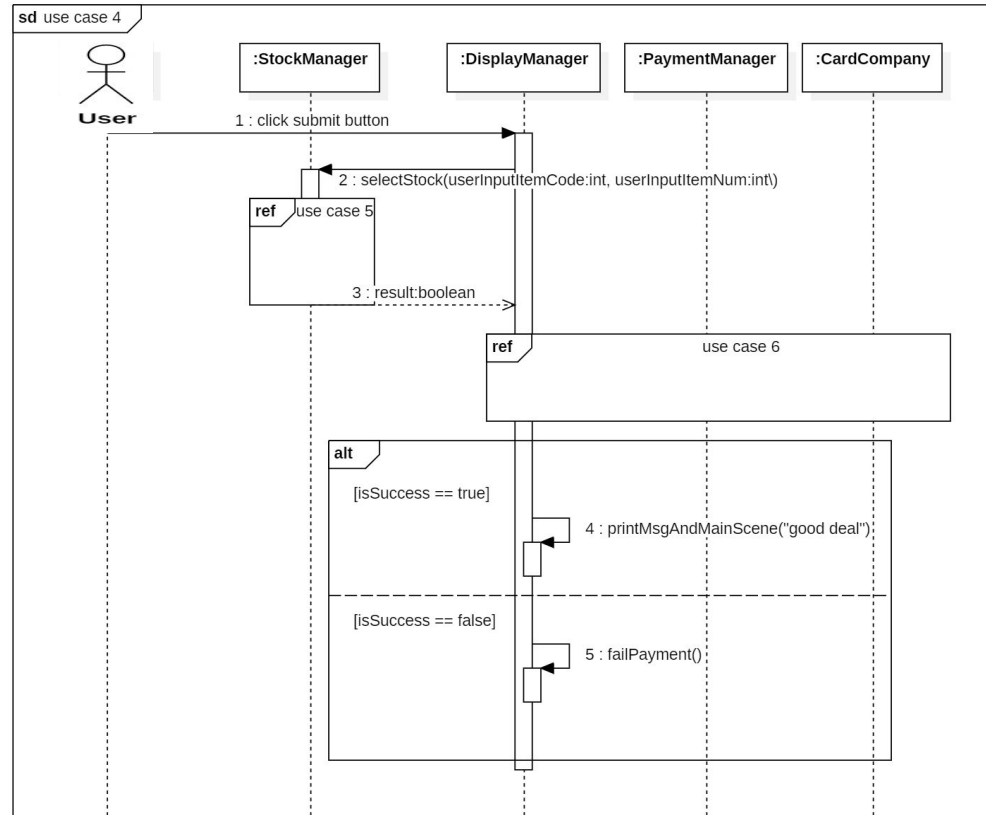 sd use case 4
User
:StockManager
:DisplayManager
:PaymentManager
:CardCompany
1 : click submit button
2 : selectStock(userInputItemCode:int, userInputItemNum:int\)
ref use case 5
3 : result:boolean
ref use case 6
alt
[isSuccess == true]
4 : printMsgAndMainScene("good deal")
[isSuccess == false]
5 : failPayment()